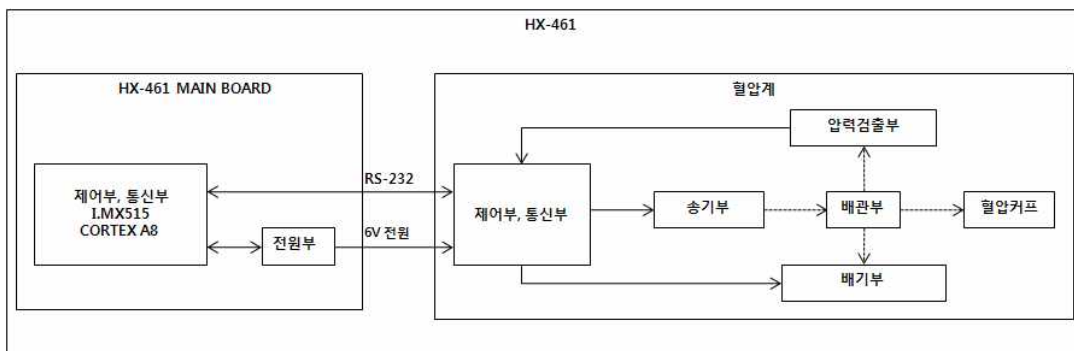 HX-461
HX-461 MAIN BOARD
제어부, 통신부
I.MX515
CORTEX A8
전원부
RS-232
6V 전원
혈압계
제어부, 통신부
송기부
배관부
압력검출부
혈압커프
배기부